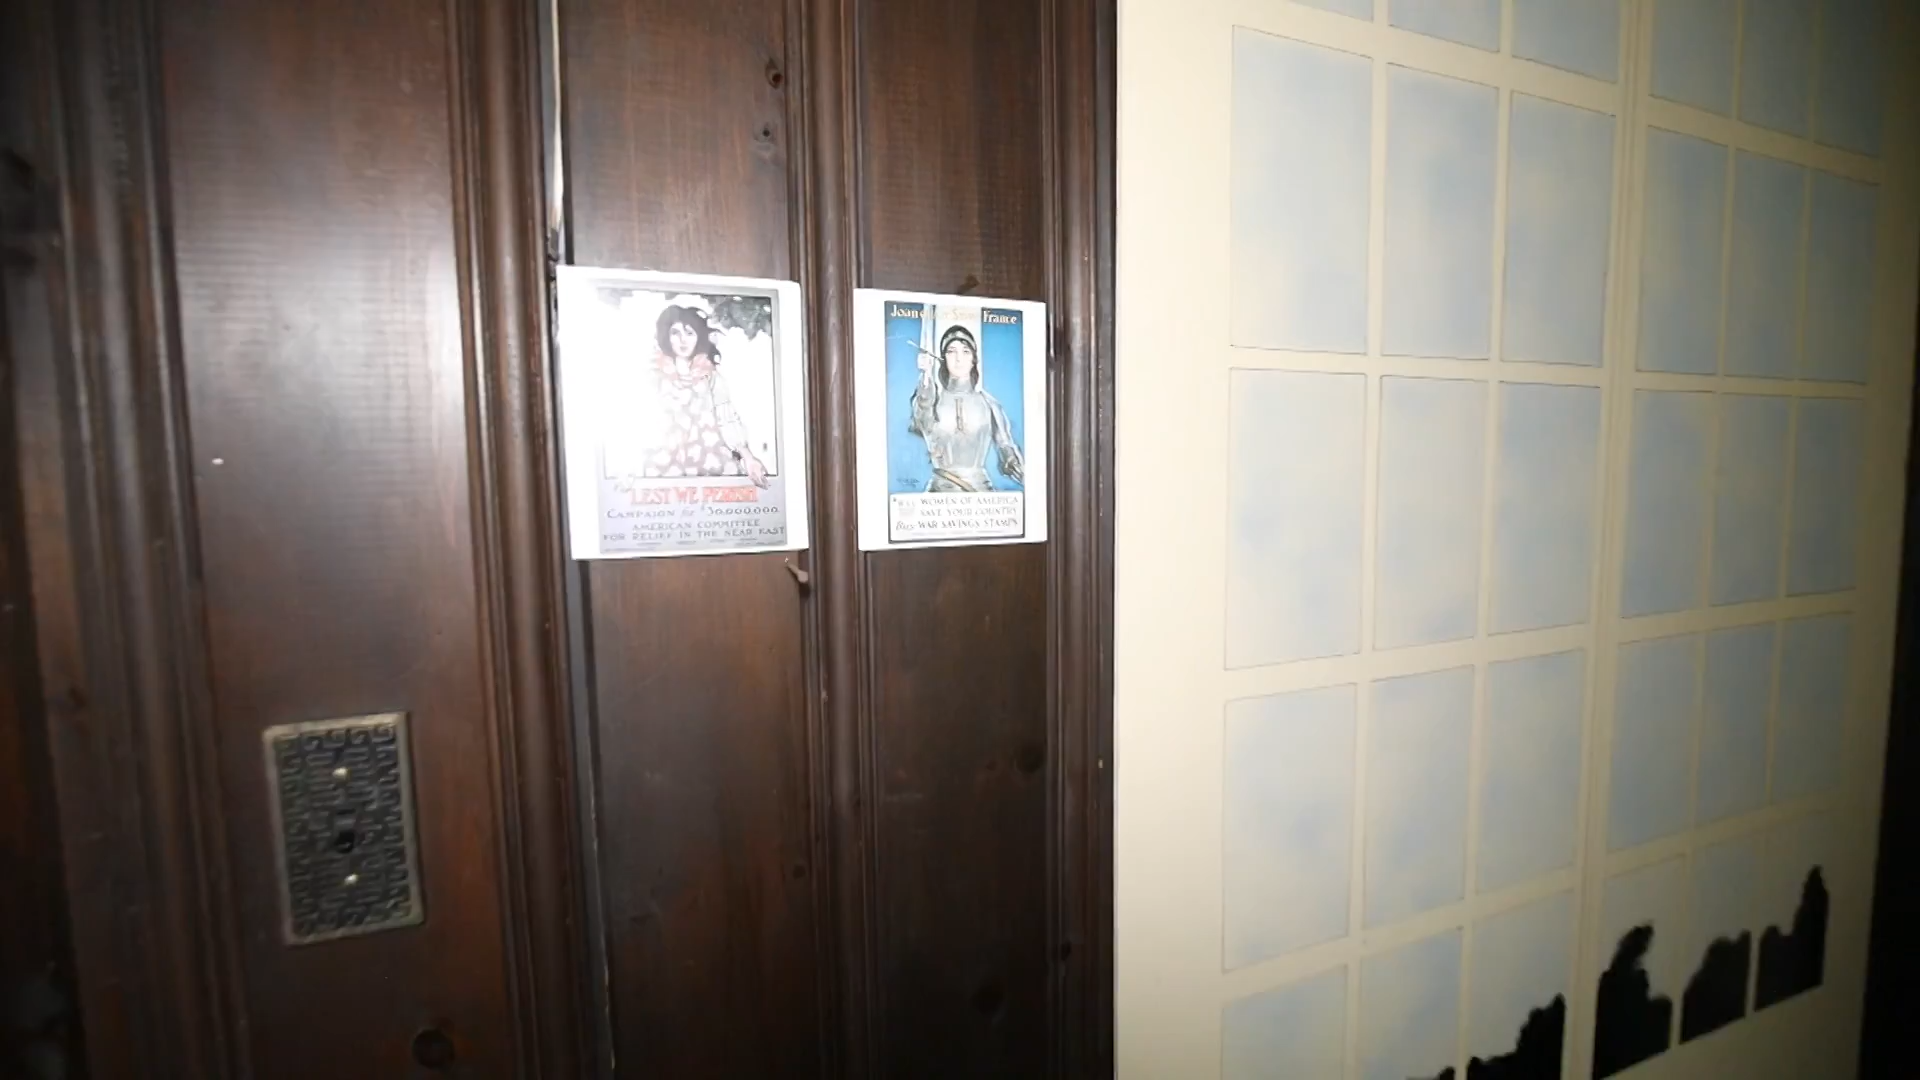 LEST WE PERISH
CAMPAIGN for $30,000,000
AMERICAN COMMITTEE
FOR RELIEF IN THE NEAR EAST
Joan France
WOMEN OF AMERICA
SAVE YOUR COUNTRY
Buy WAR SAVINGS STAMPS